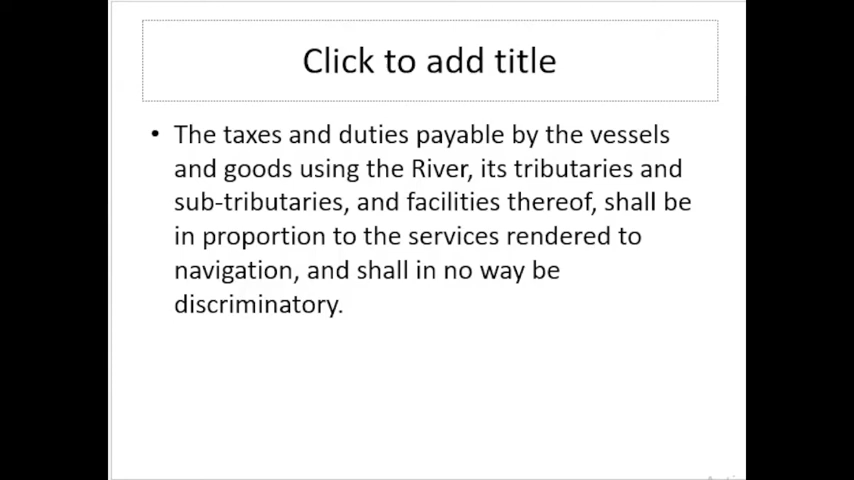 Click to add title
• The taxes and duties payable by the vessels
and goods using the River, its tributaries and
sub-tributaries, and facilities thereof, shall be
in proportion to the services rendered to
navigation, and shall in no way be
discriminatory.